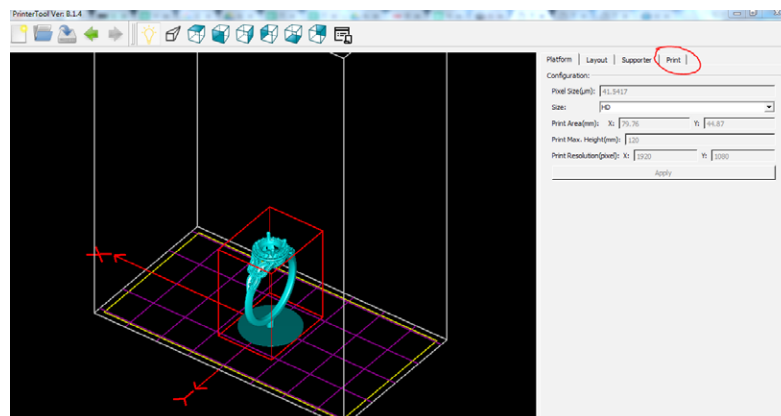 PrinterTool Ver: 8.1.4
Platform Layout Supporter Print
Configuration:
Pixel Size(μm): 41.5417
Size: HD
Print Area(mm): X: 79.76 Y: 44.87
Print Max. Height(mm): 120
Print Resolution(pixel): X: 1920 Y: 1080
Apply
X
Y